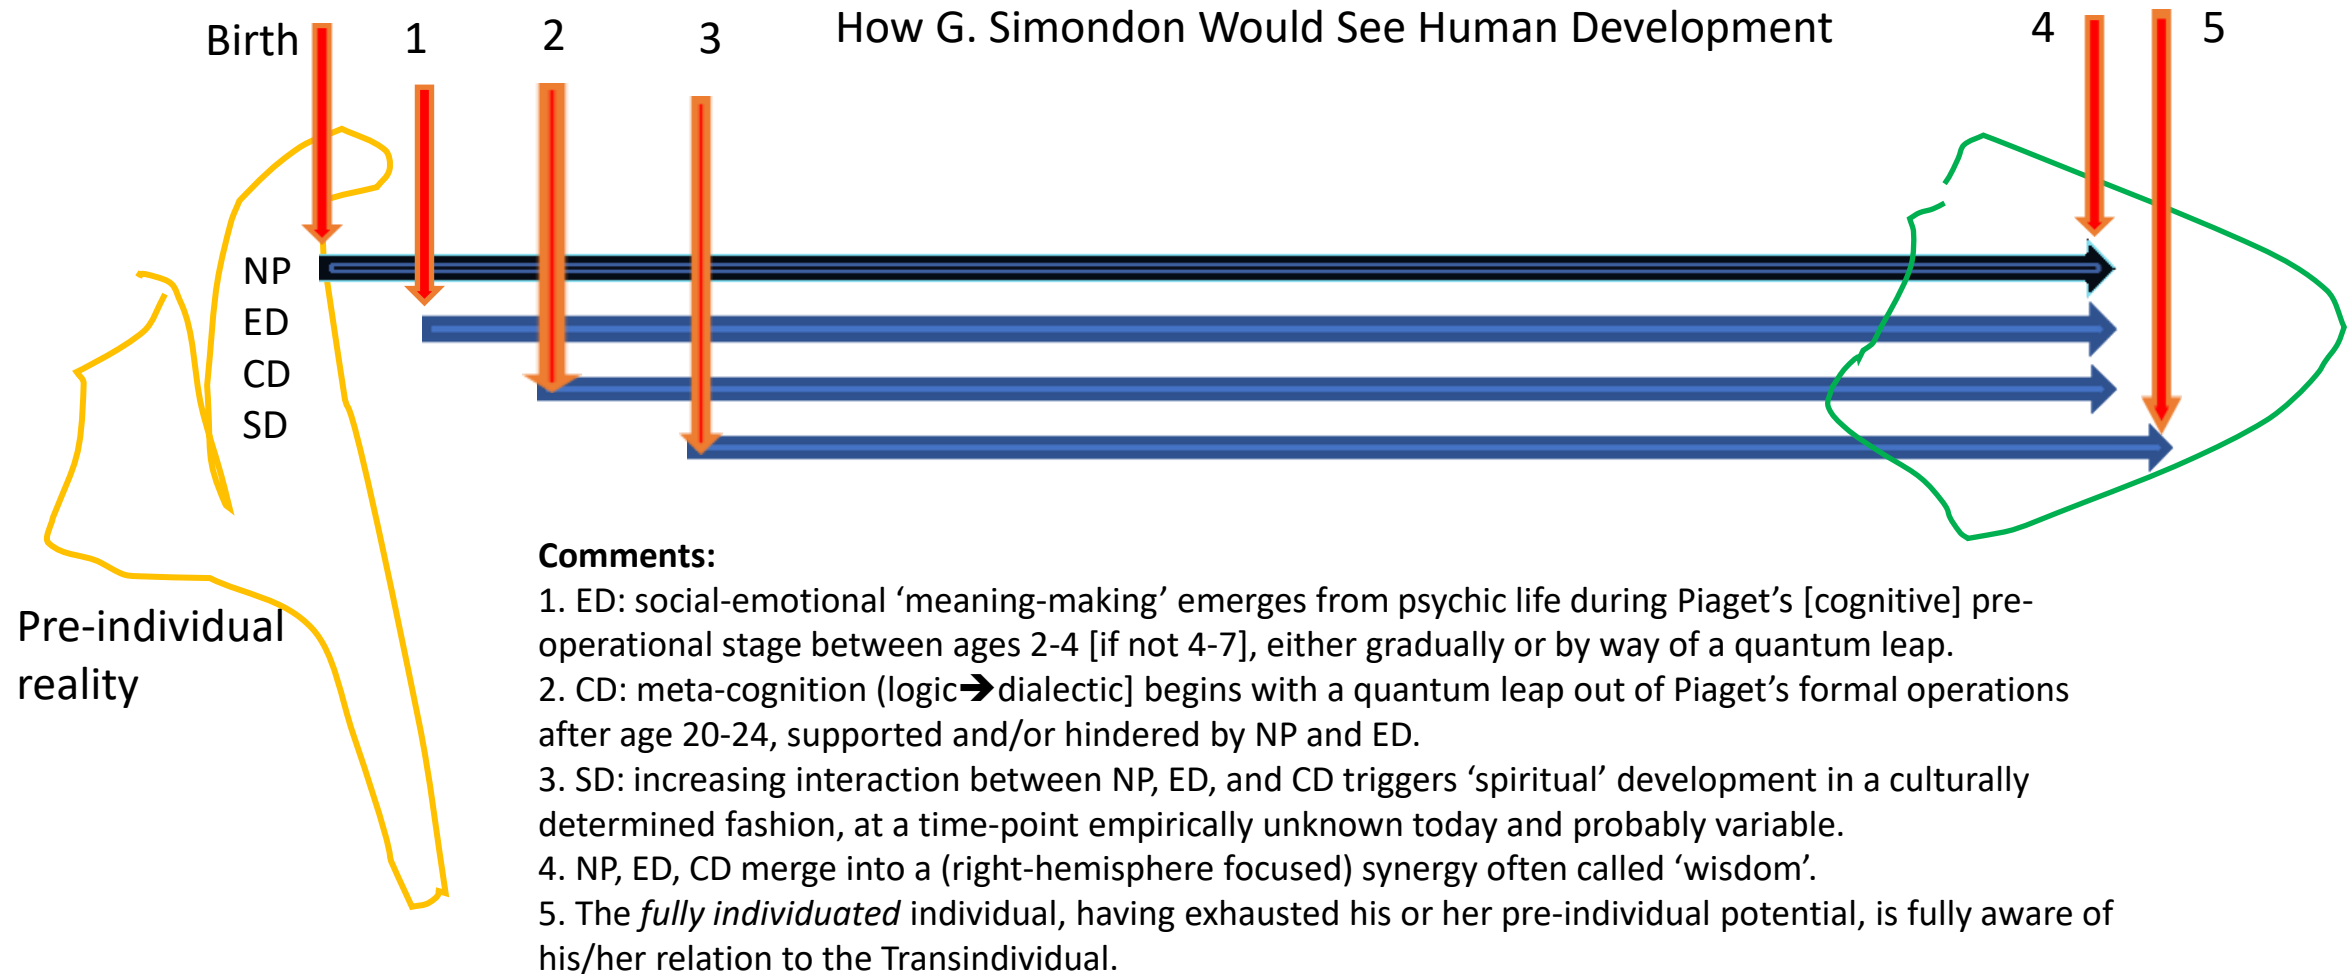 How G. Simondon Would See Human Development
Birth 1 2 3 4 5
NP
ED
CD
SD
Pre-individual
reality
Comments:
1. ED: social-emotional ‘meaning-making’ emerges from psychic life during Piaget’s [cognitive] pre-
operational stage between ages 2-4 [if not 4-7], either gradually or by way of a quantum leap.
2. CD: meta-cognition (logic➔dialectic] begins with a quantum leap out of Piaget’s formal operations
after age 20-24, supported and/or hindered by NP and ED.
3. SD: increasing interaction between NP, ED, and CD triggers ‘spiritual’ development in a culturally
determined fashion, at a time-point empirically unknown today and probably variable.
4. NP, ED, CD merge into a (right-hemisphere focused) synergy often called ‘wisdom’.
5. The fully individuated individual, having exhausted his or her pre-individual potential, is fully aware of
his/her relation to the Transindividual.